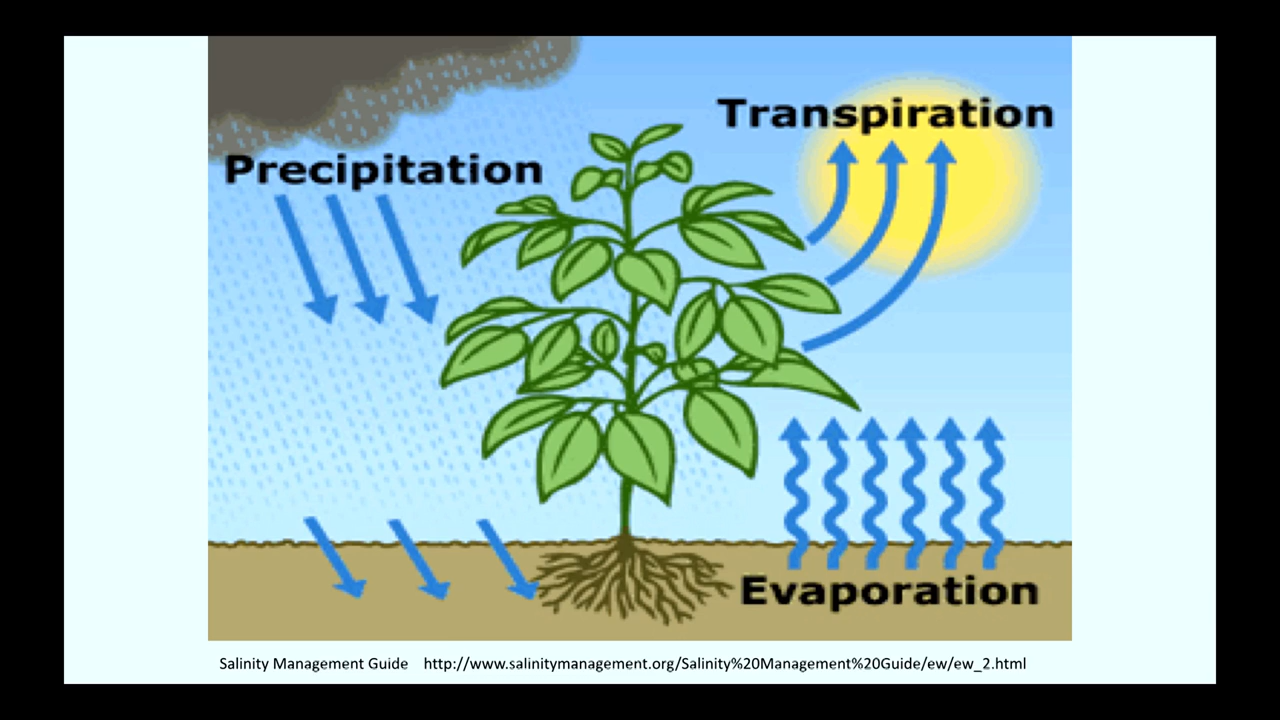 Transpiration
Precipitation
Evaporation
Salinity Management Guide http://www.salinitymanagement.org/Salinity%20Management%20Guide/ew/ew_2.html